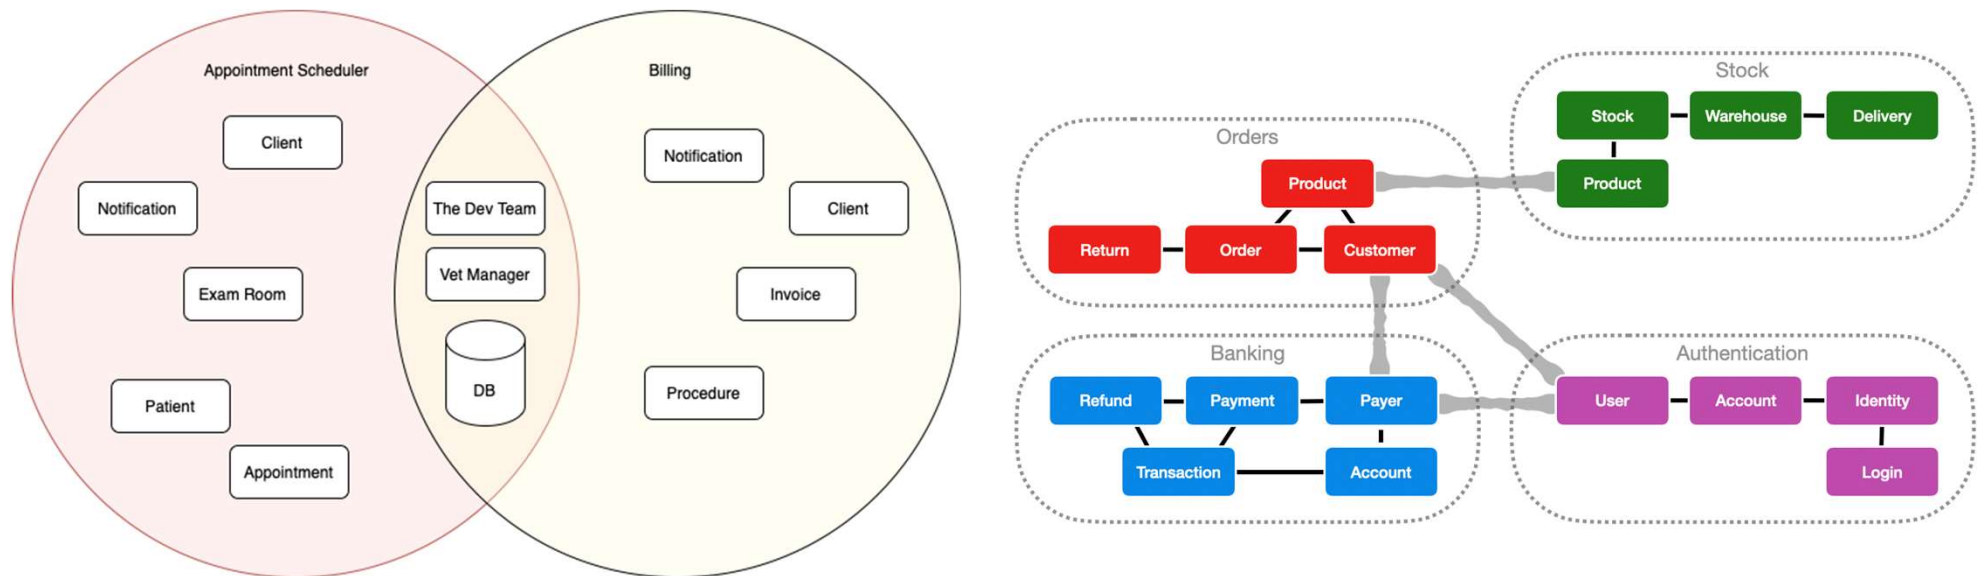 Appointment Scheduler
Client
Notification
Exam Room
Patient
Appointment
The Dev Team
Vet Manager
DB
Billing
Notification
Client
Invoice
Procedure
Orders
Product
Return
Order
Customer
Stock
Stock
Warehouse
Delivery
Product
Banking
Refund
Payment
Payer
Transaction
Account
Authentication
User
Account
Identity
Login